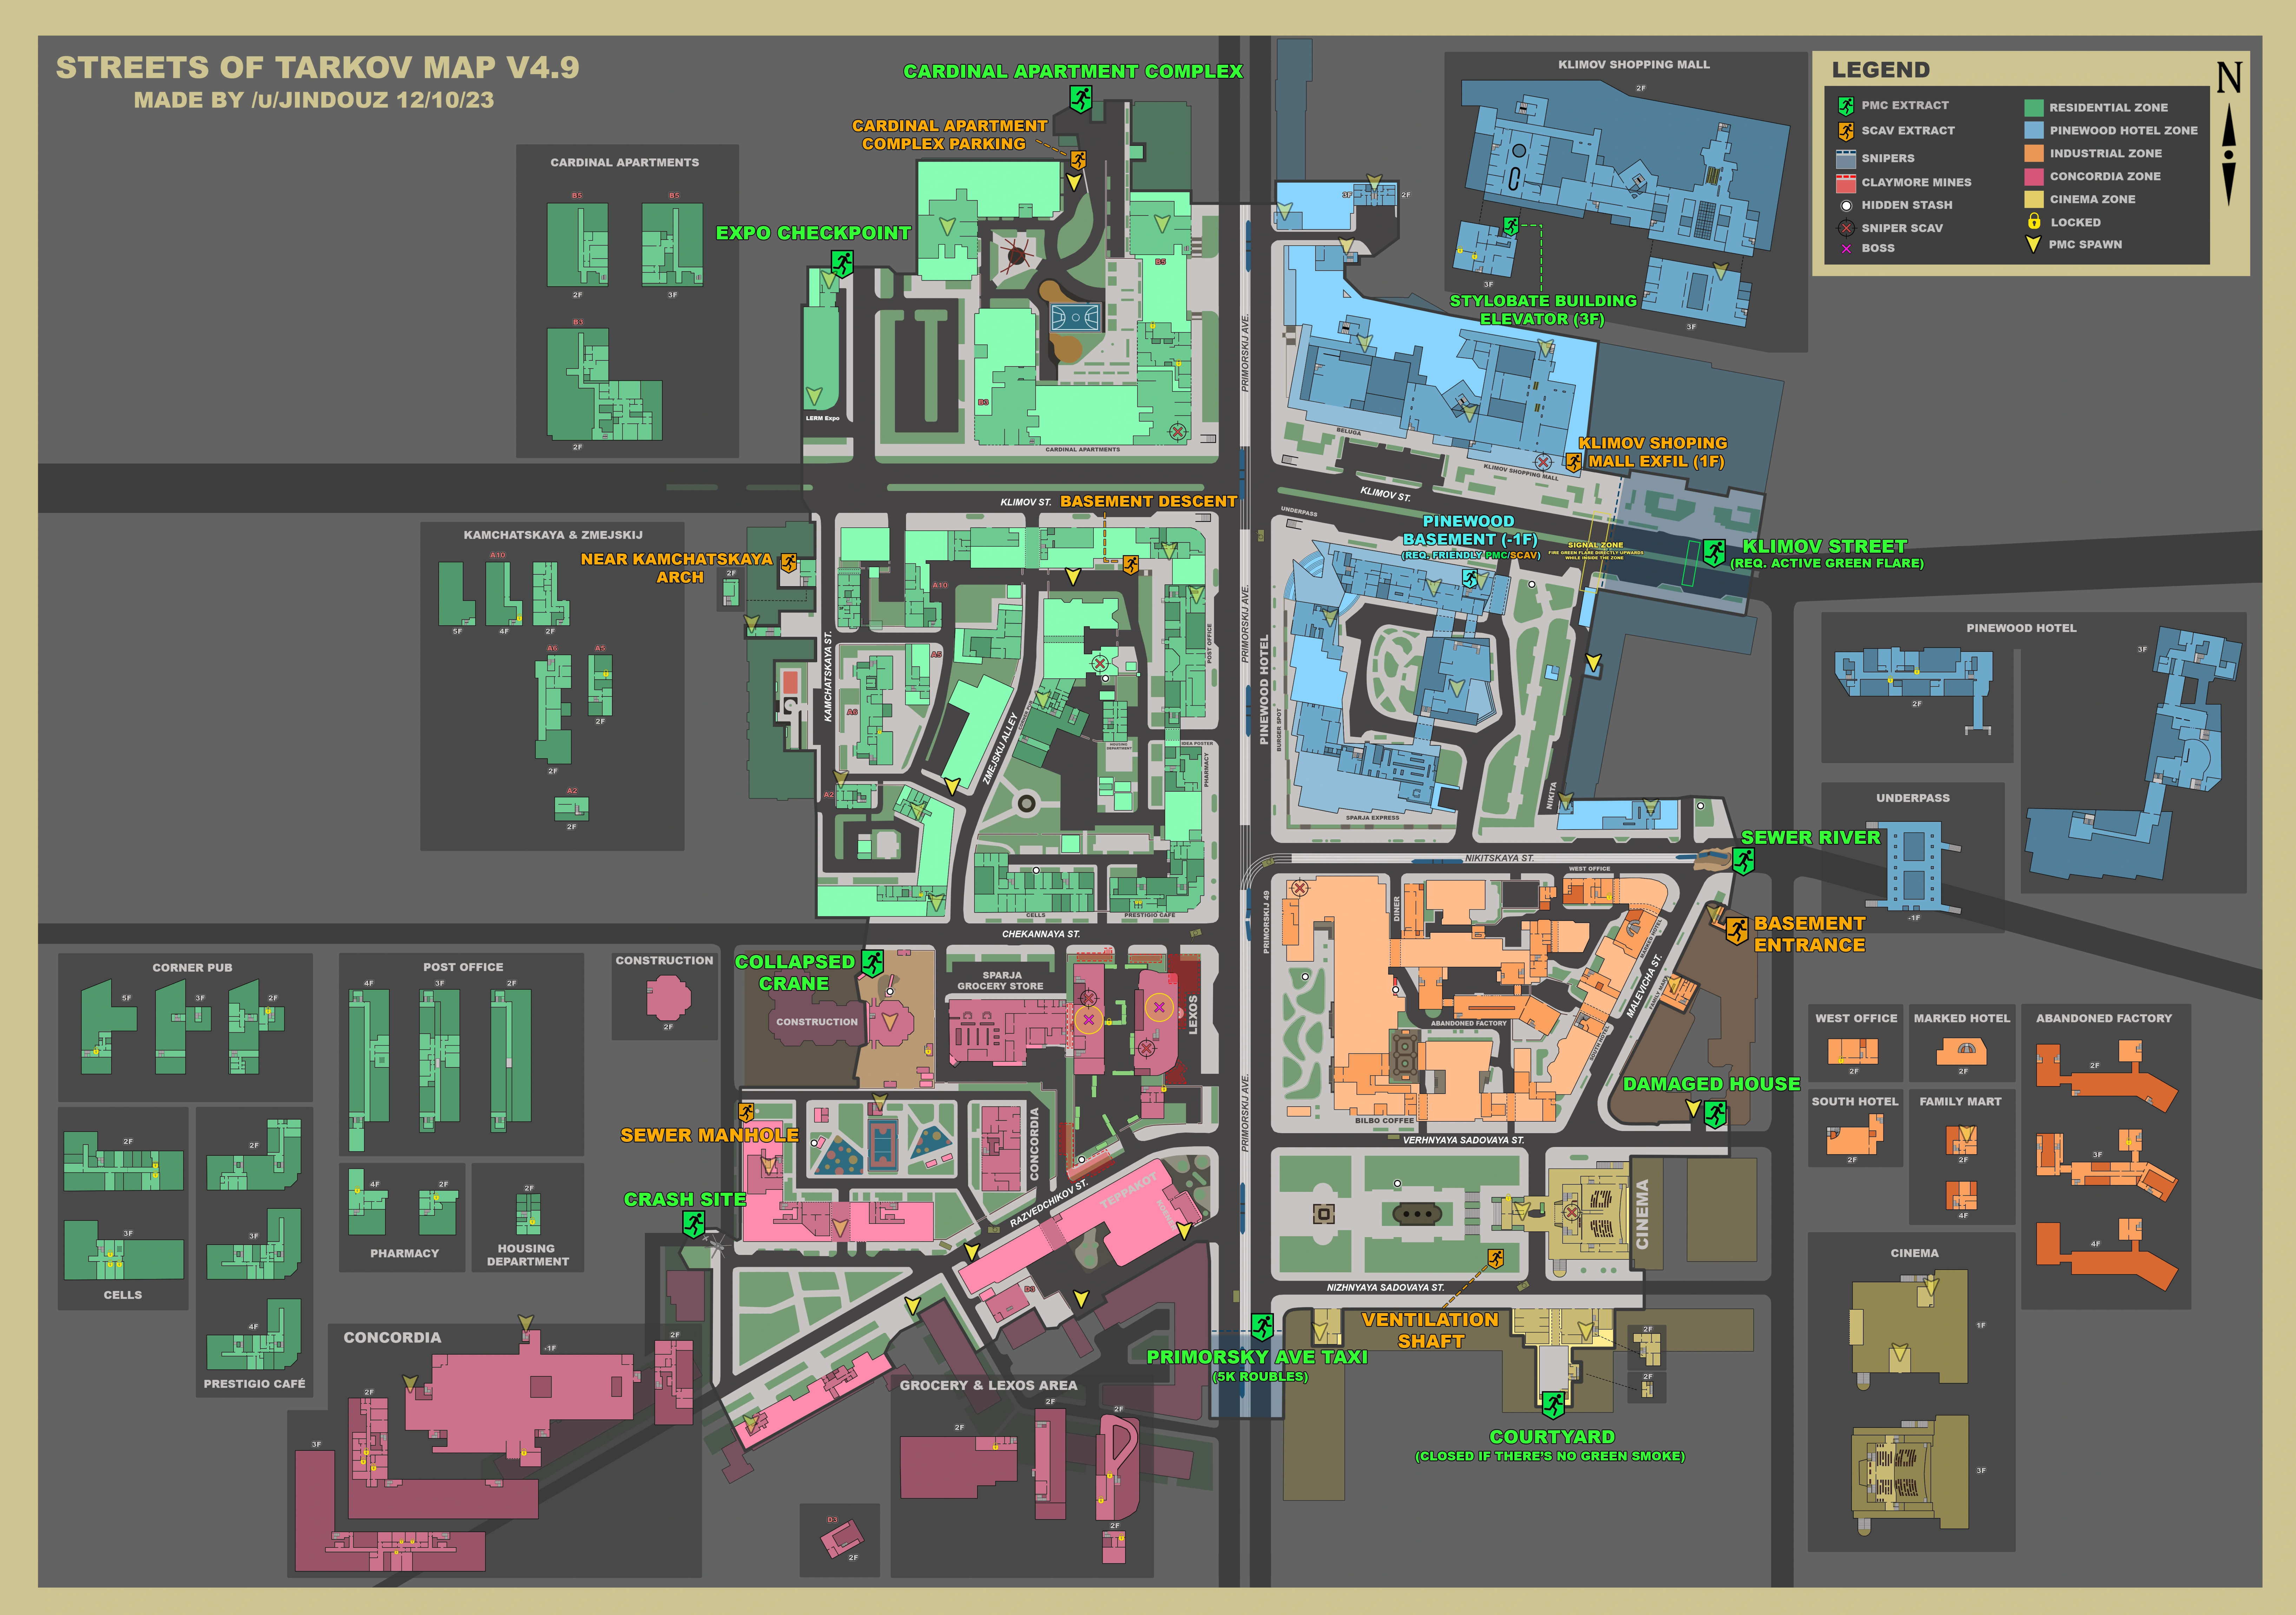 STREETS OF TARKOV MAP V4.9
MADE BY /u/JINDOUZ 12/10/23
CARDINAL APARTMENT COMPLEX
CARDINAL APARTMENT
COMPLEX PARKING
EXPO CHECKPOINT
CARDINAL APARTMENTS
B5
B5
2F
3F
B3
2F
LERM Expo
B5
B3
CARDINAL APARTMENTS
PRIMORSKIJ AVE.
3F
2F
KLIMOV SHOPPING MALL
2F
3F
3F
STYLOBATE BUILDING
ELEVATOR (3F)
LEGEND
N
PMC EXTRACT
SCAV EXTRACT
SNIPERS
CLAYMORE MINES
HIDDEN STASH
SNIPER SCAV
BOSS
RESIDENTIAL ZONE
PINEWOOD HOTEL ZONE
INDUSTRIAL ZONE
CONCORDIA ZONE
CINEMA ZONE
LOCKED
PMC SPAWN
BELUGA
KLIMOV SHOPPING MALL
KLIMOV SHOPING
MALL EXFIL (1F)
KLIMOV ST.
BASEMENT DESCENT
KLIMOV ST.
UNDERPASS
PINEWOOD
BASEMENT (-1F)
(REQ. FRIENDLY PMC/SCAV)
SIGNAL ZONE
FIRE GREEN FLARE DIRECTLY UPWARDS
WHILE INSIDE THE ZONE
KLIMOV STREET
(REQ. ACTIVE GREEN FLARE)
KAMCHATSKAYA & ZMEJSKIJ
A10
5F
4F
2F
A6
A5
2F
2F
A2
2F
NEAR KAMCHATSKAYA
ARCH
2F
A10
A5
A6
A2
KAMCHATSKAYA ST.
ZMEJSKIJ ALLEY
HOUSING
DEPARTMENT
POST OFFICE
IDEA POSTER
PHARMACY
PRIMORSKIJ AVE.
PINEWOOD HOTEL
BURGER SPOT
SPARJA EXPRESS
NIKITA
PINEWOOD HOTEL
2F
3F
UNDERPASS
-1F
SEWER RIVER
NIKITSKAYA ST.
CELLS
PRESTIGIO CAFÉ
CHEKANNAYA ST.
PRIMORSKIJ 49
DINER
WEST OFFICE
MARKED HOTEL
MALEVICHA ST.
FAMILY MART
SOUTH HOTEL
ABANDONED FACTORY
BILBO COFFEE
BASEMENT
ENTRANCE
CORNER PUB
5F
3F
2F
POST OFFICE
4F
3F
2F
CONSTRUCTION
2F
COLLAPSED
CRANE
CONSTRUCTION
SPARJA
GROCERY STORE
LEXOS
WEST OFFICE
2F
MARKED HOTEL
2F
ABANDONED FACTORY
2F
3F
4F
SOUTH HOTEL
2F
FAMILY MART
2F
4F
DAMAGED HOUSE
VERHNYAYA SADOVAYA ST.
PRIMORSKIJ AVE.
SEWER MANHOLE
CONCORDIA
CRASH SITE
RAZVEDCHIKOV ST.
TEPPAKOT
D3
CINEMA
NIZHNYAYA SADOVAYA ST.
2F
3F
CELLS
2F
3F
4F
PRESTIGIO CAFÉ
4F
2F
PHARMACY
2F
HOUSING
DEPARTMENT
CINEMA
1F
3F
VENTILATION
SHAFT
2F
2F
PRIMORSKY AVE TAXI
(5K ROUBLES)
COURTYARD
(CLOSED IF THERE'S NO GREEN SMOKE)
CONCORDIA
-1F
2F
2F
3F
GROCERY & LEXOS AREA
2F
2F
2F
2F
D3
2F